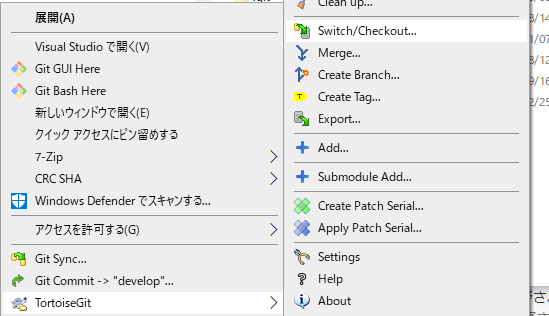 展開(A)
Visual Studio で開く(V)
Git GUI Here
Git Bash Here
新しいウィンドウで開く(E)
クイック アクセスにピン留めする
7-Zip
CRC SHA
Windows Defender でスキャンする...
アクセスを許可する(G)
Git Sync...
Git Commit -> "develop"...
TortoiseGit
Clean up...
Switch/Checkout...
Merge...
Create Branch...
Create Tag...
Export...
Add...
Submodule Add...
Create Patch Serial...
Apply Patch Serial...
Settings
Help
About